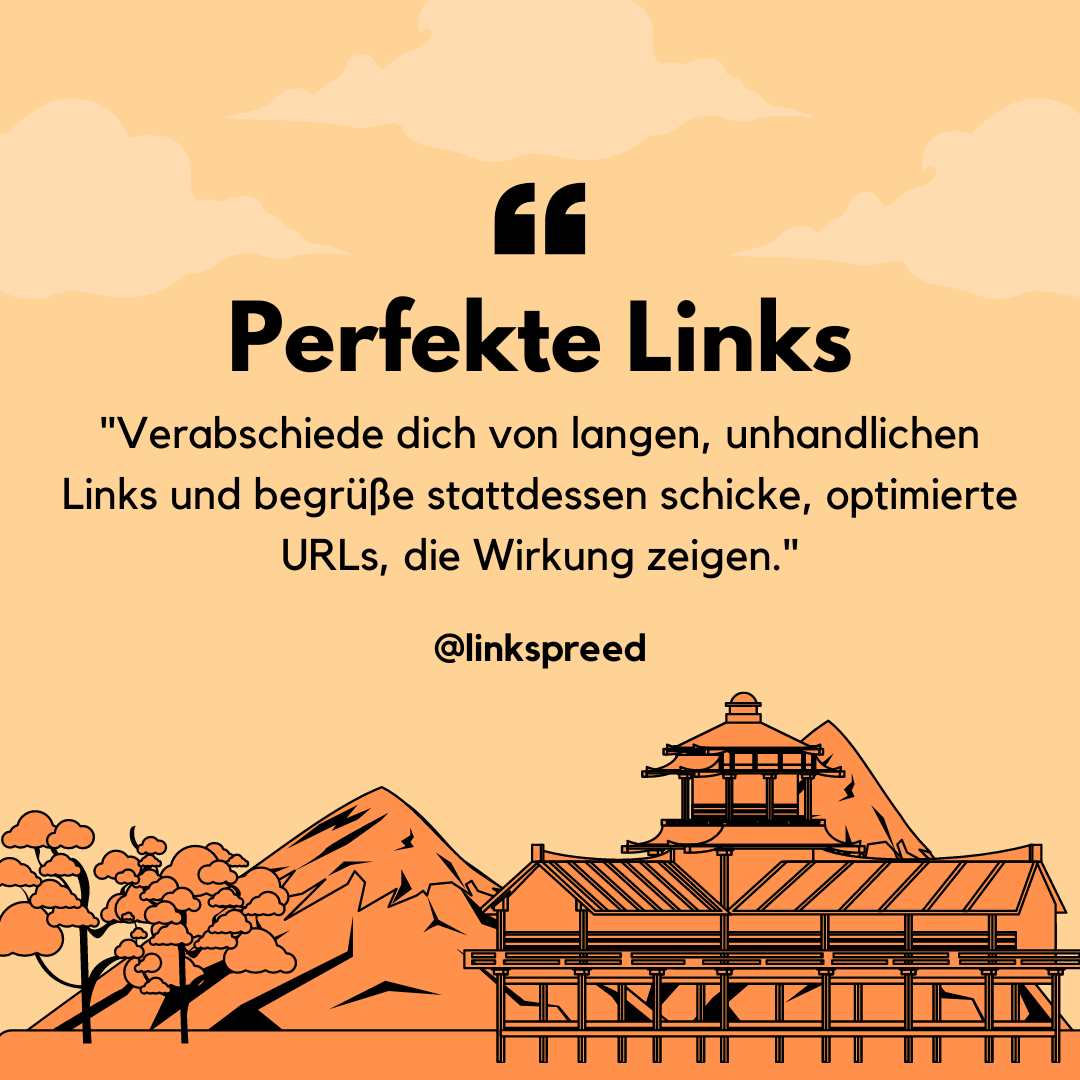 ❝
Perfekte Links
"Verabschiede dich von langen, unhandlichen
Links und begrüße stattdessen schicke, optimierte
URLs, die Wirkung zeigen."
@linkspreed